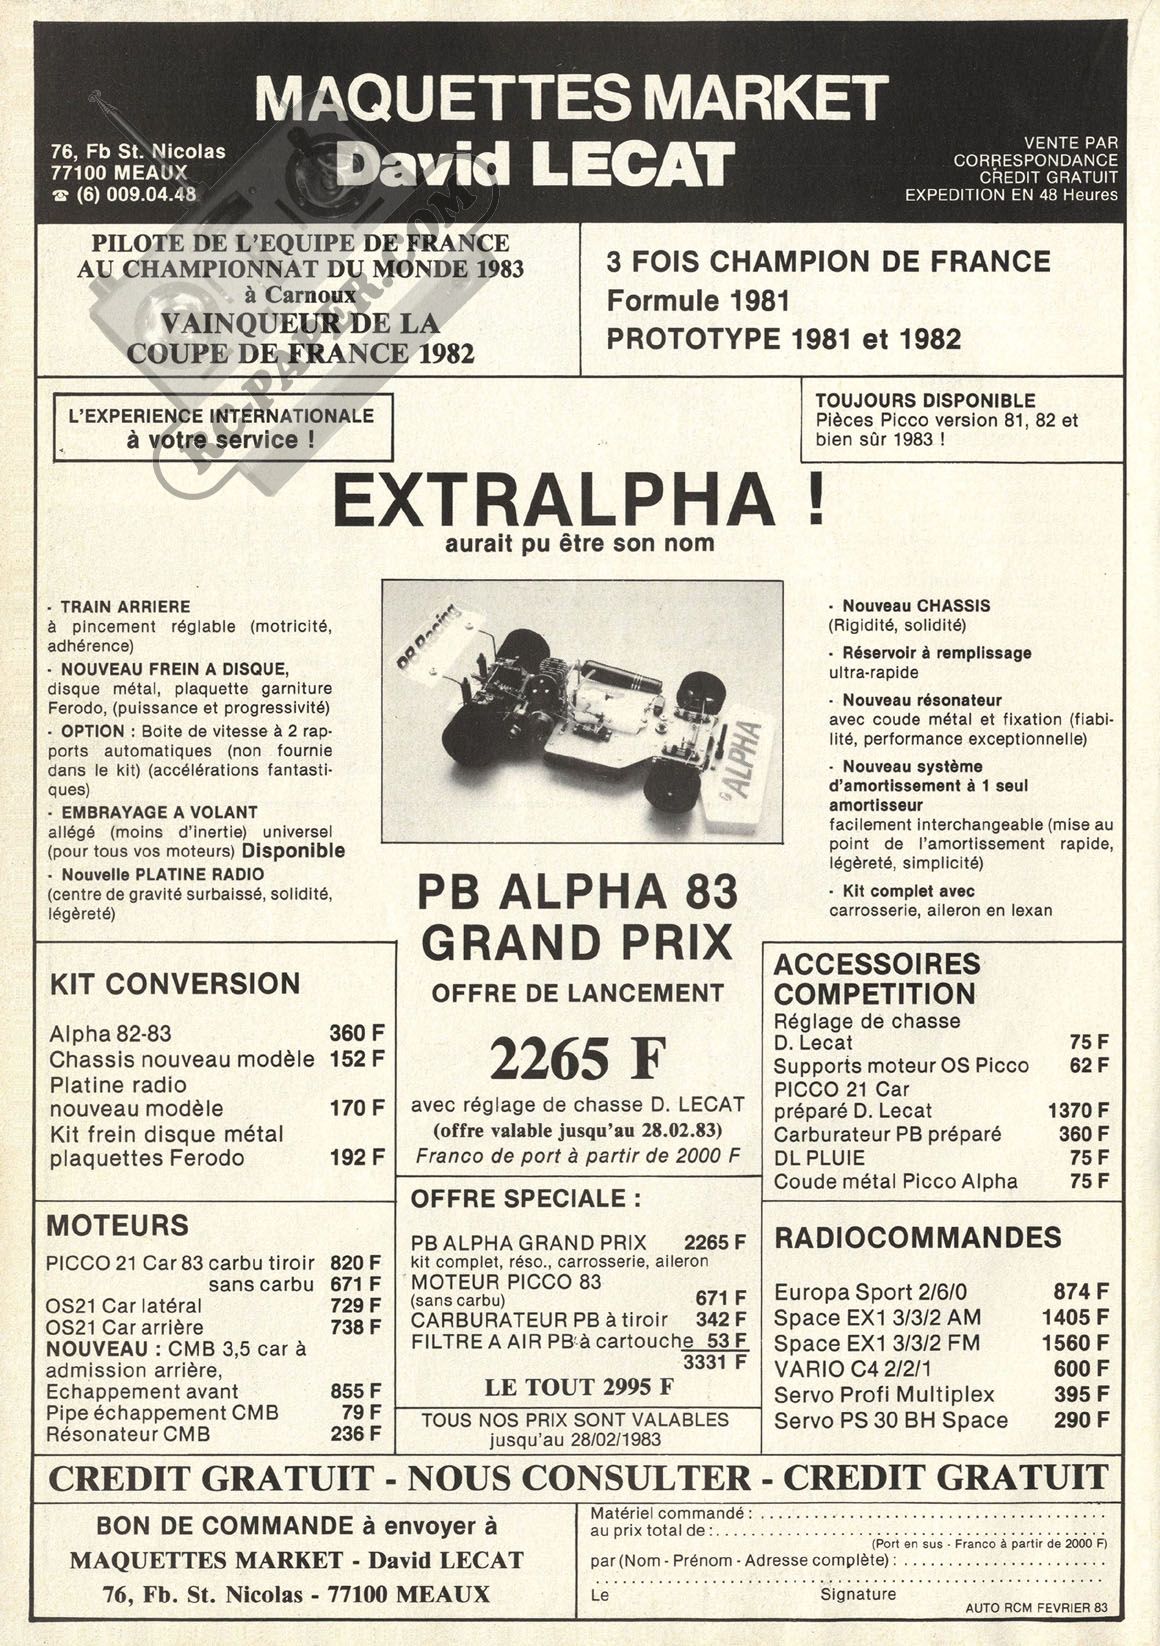 MAQUETTES MARKET
David LECAT
76, Fb St. Nicolas
77100 MEAUX
☎ (6) 009.04.48
VENTE PAR
CORRESPONDANCE
CREDIT GRATUIT
EXPEDITION EN 48 Heures
PILOTE DE L'EQUIPE DE FRANCE
AU CHAMPIONNAT DU MONDE 1983
à Carnoux
VAINQUEUR DE LA
COUPE DE FRANCE 1982
3 FOIS CHAMPION DE FRANCE
Formule 1981
PROTOTYPE 1981 et 1982
RC-PAPER.COM
L'EXPERIENCE INTERNATIONALE
à votre service !
TOUJOURS DISPONIBLE
Pièces Picco version 81, 82 et
bien sûr 1983 !
EXTRALPHA !
aurait pu être son nom
- TRAIN ARRIERE
à pincement réglable (motricité,
adhérence)
- NOUVEAU FREIN A DISQUE,
disque métal, plaquette garniture
Ferodo, (puissance et progressivité)
- OPTION : Boite de vitesse à 2 rap-
ports automatiques (non fournie
dans le kit) (accélérations fantasti-
ques)
- EMBRAYAGE A VOLANT
allégé (moins d'inertie) universel
(pour tous vos moteurs) Disponible
- Nouvelle PLATINE RADIO
(centre de gravité surbaissé, solidité,
légèreté)
PB Racing
ALPHA
- Nouveau CHASSIS
(Rigidité, solidité)
- Réservoir à remplissage
ultra-rapide
- Nouveau résonateur
avec coude métal et fixation (fiabi-
lité, performance exceptionnelle)
- Nouveau système
d'amortissement à 1 seul
amortisseur
facilement interchangeable (mise au
point de l'amortissement rapide,
légèreté, simplicité)
- Kit complet avec
carrosserie, aileron en lexan
PB ALPHA 83
GRAND PRIX
OFFRE DE LANCEMENT
2265 F
avec réglage de chasse D. LECAT
(offre valable jusqu'au 28.02.83)
Franco de port à partir de 2000 F
KIT CONVERSION
Alpha 82-83 360 F
Chassis nouveau modèle 152 F
Platine radio
nouveau modèle 170 F
Kit frein disque métal
plaquettes Ferodo 192 F
ACCESSOIRES
COMPETITION
Réglage de chasse
D. Lecat 75 F
Supports moteur OS Picco 62 F
PICCO 21 Car
préparé D. Lecat 1370 F
Carburateur PB préparé 360 F
DL PLUIE 75 F
Coude métal Picco Alpha 75 F
MOTEURS
PICCO 21 Car 83 carbu tiroir 820 F
sans carbu 671 F
OS21 Car latéral 729 F
OS21 Car arrière 738 F
NOUVEAU : CMB 3,5 car à
admission arrière,
Echappement avant 855 F
Pipe échappement CMB 79 F
Résonateur CMB 236 F
OFFRE SPECIALE :
PB ALPHA GRAND PRIX 2265 F
kit complet, réso., carrosserie, aileron
MOTEUR PICCO 83
(sans carbu) 671 F
CARBURATEUR PB à tiroir 342 F
FILTRE A AIR PB à cartouche 53 F
3331 F
LE TOUT 2995 F
TOUS NOS PRIX SONT VALABLES
jusqu'au 28/02/1983
RADIOCOMMANDES
Europa Sport 2/6/0 874 F
Space EX1 3/3/2 AM 1405 F
Space EX1 3/3/2 FM 1560 F
VARIO C4 2/2/1 600 F
Servo Profi Multiplex 395 F
Servo PS 30 BH Space 290 F
CREDIT GRATUIT - NOUS CONSULTER - CREDIT GRATUIT
BON DE COMMANDE à envoyer à
MAQUETTES MARKET - David LECAT
76, Fb. St. Nicolas - 77100 MEAUX
Matériel commandé : ........................................
au prix total de : ........................................
(Port en sus - Franco à partir de 2000 F)
par (Nom - Prénom - Adresse complète) : ........................
........................................
Le Signature
AUTO RCM FEVRIER 83